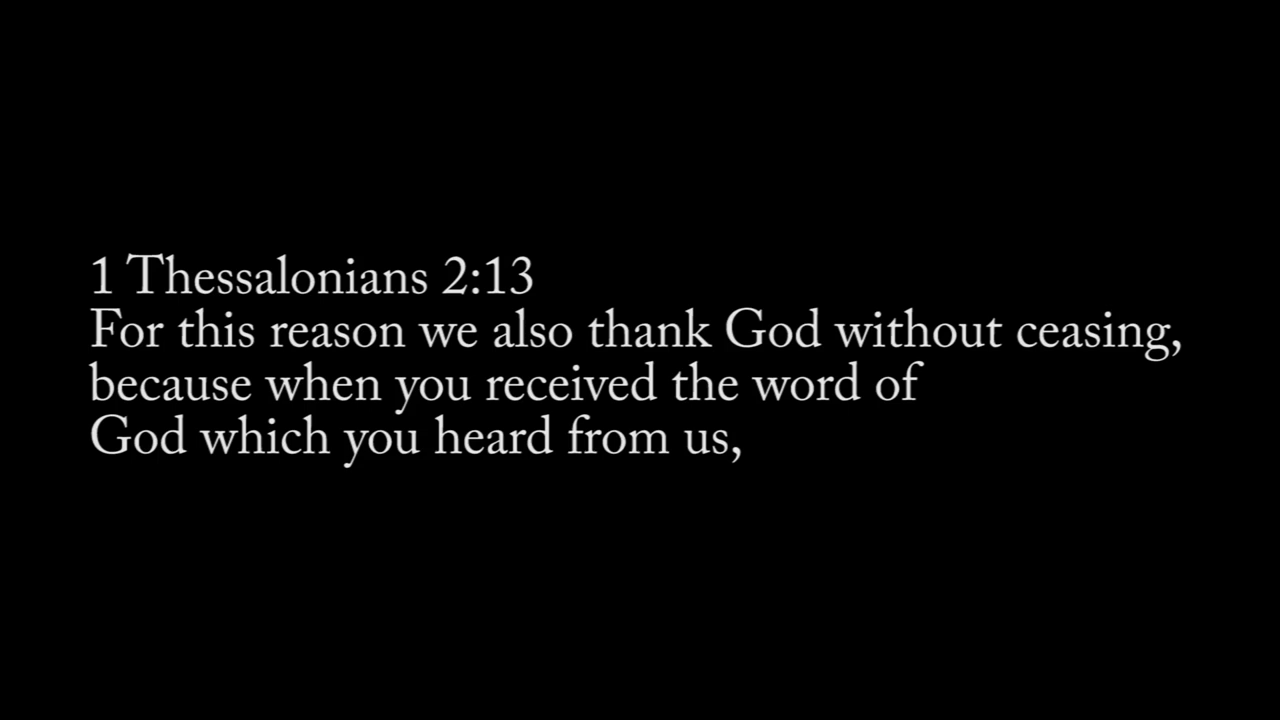 1 Thessalonians 2:13
For this reason we also thank God without ceasing,
because when you received the word of
God which you heard from us,